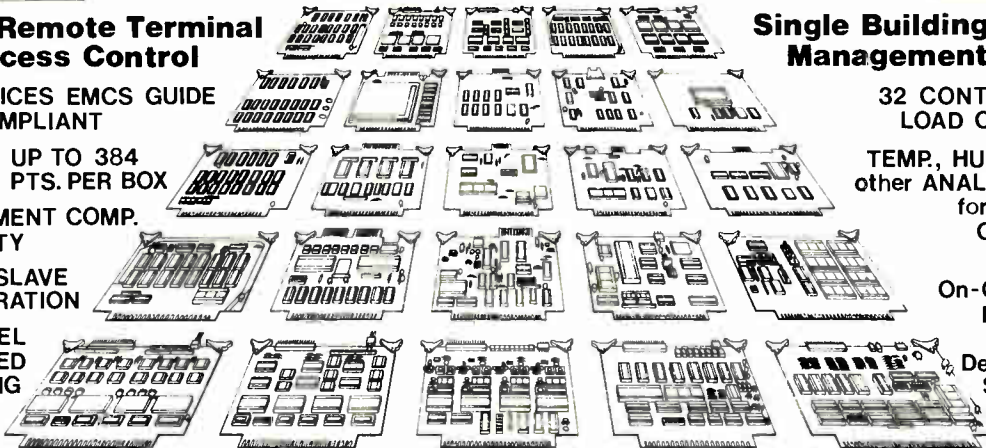 Remote Terminal
cess Control
ICES EMCS GUIDE
MPLIANT
UP TO 384
PTS. PER BOX
MENT COMP.
TY
SLAVE
RATION
EL
ED
NG
Single Building
Management
32 CONT
LOAD C
TEMP., HU
other ANAL
for
C
On-C
De
S